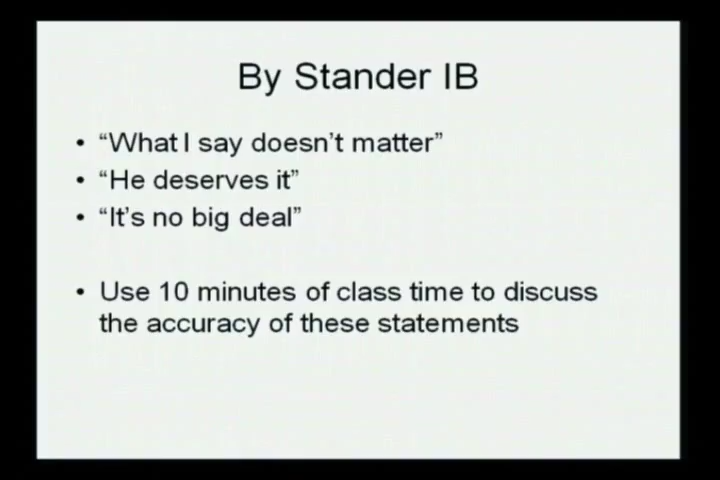 By Stander IB
• “What I say doesn’t matter”
• “He deserves it”
• “It’s no big deal”
• Use 10 minutes of class time to discuss
the accuracy of these statements